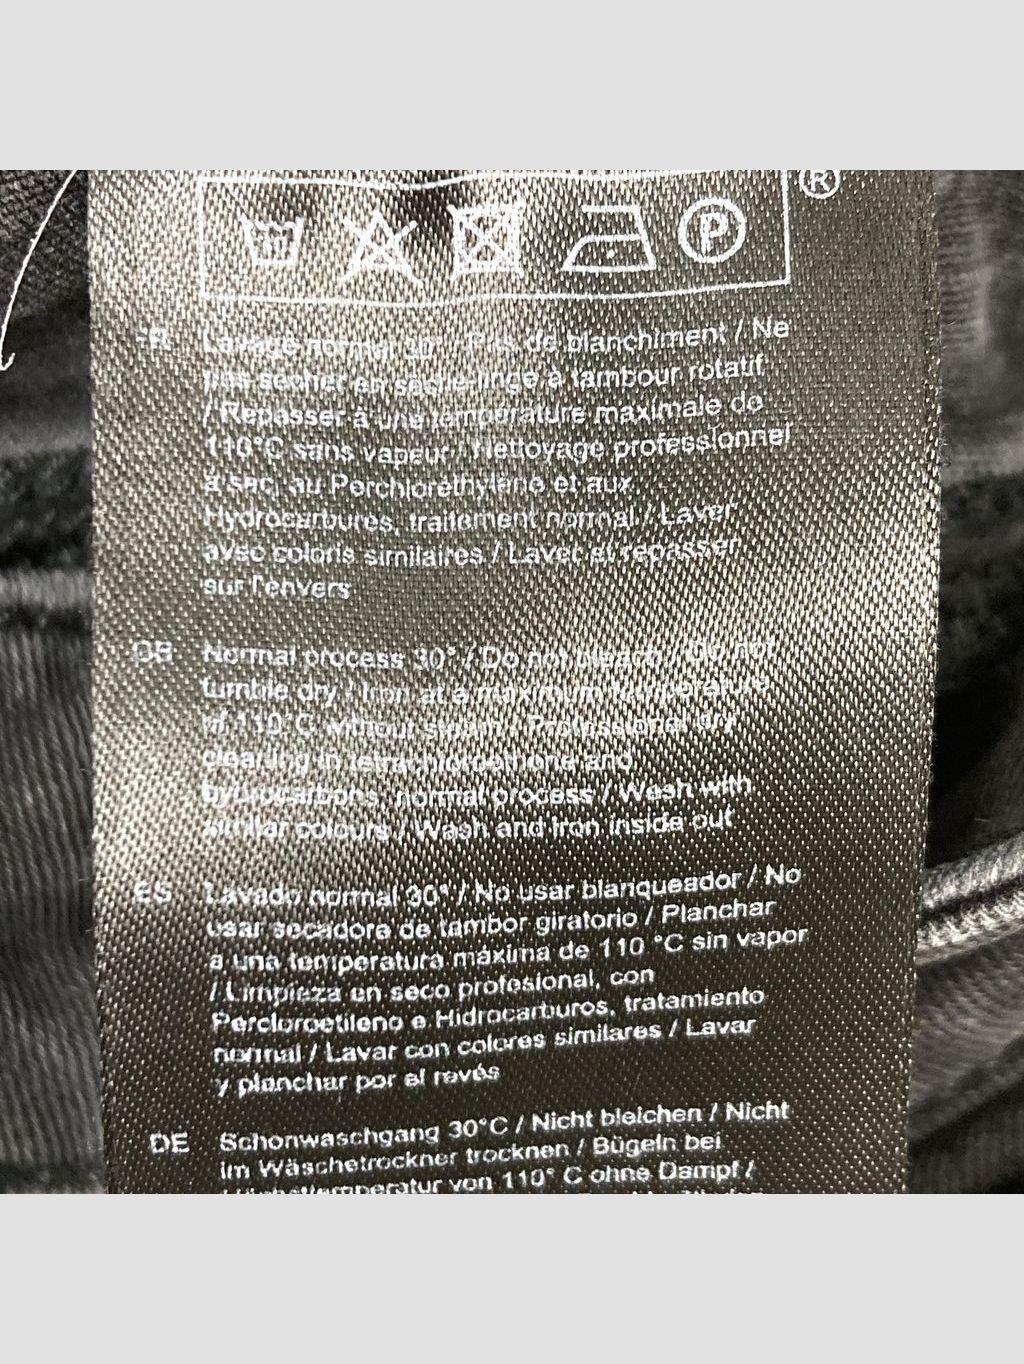 ®
30
P
FR Lavage normal 30° / Pas de blanchiment / Ne
pas sécher en sèche-linge à tambour rotatif
/ Repasser à une température maximale de
110°C sans vapeur / Nettoyage professionnel
à sec, au Perchloréthylène et aux
Hydrocarbures, traitement normal / Laver
avec coloris similaires / Laver et repasser
sur l'envers
GB Normal process 30° / Do not bleach / Do not
tumble dry / Iron at a maximum temperature
of 110°C without steam / Professional dry
cleaning in tetrachloroethene and
hydrocarbons, normal process / Wash with
similar colours / Wash and iron inside out
ES Lavado normal 30° / No usar blanqueador / No
usar secadora de tambor giratorio / Planchar
a una temperatura máxima de 110 °C sin vapor
/ Limpieza en seco profesional, con
Percloroetileno e Hidrocarburos, tratamiento
normal / Lavar con colores similares / Lavar
y planchar por el revés
DE Schonwaschgang 30°C / Nicht bleichen / Nicht
im Wäschetrockner trocknen / Bügeln bei
/ Höchsttemperatur von 110° C ohne Dampf /